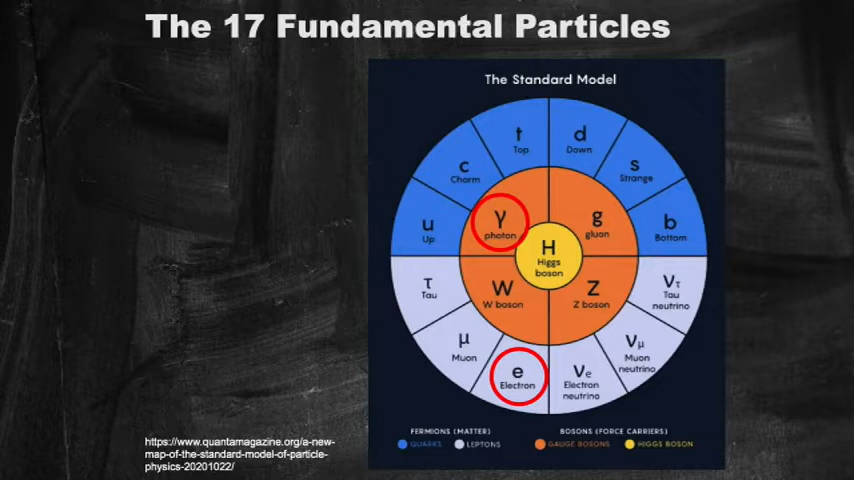 The 17 Fundamental Particles
The Standard Model
t
Top
d
Down
c
Charm
s
Strange
u
Up
γ
photon
g
gluon
b
Bottom
H
Higgs
boson
τ
Tau
W
W boson
Z
Z boson
ντ
Tau
neutrino
μ
Muon
νμ
Muon
neutrino
e
Electron
νe
Electron
neutrino
FERMIONS (MATTER)
BOSONS (FORCE CARRIERS)
QUARKS
LEPTONS
GAUGE BOSONS
HIGGS BOSON
https://www.quantamagazine.org/a-new-
map-of-the-standard-model-of-particle-
physics-20201022/